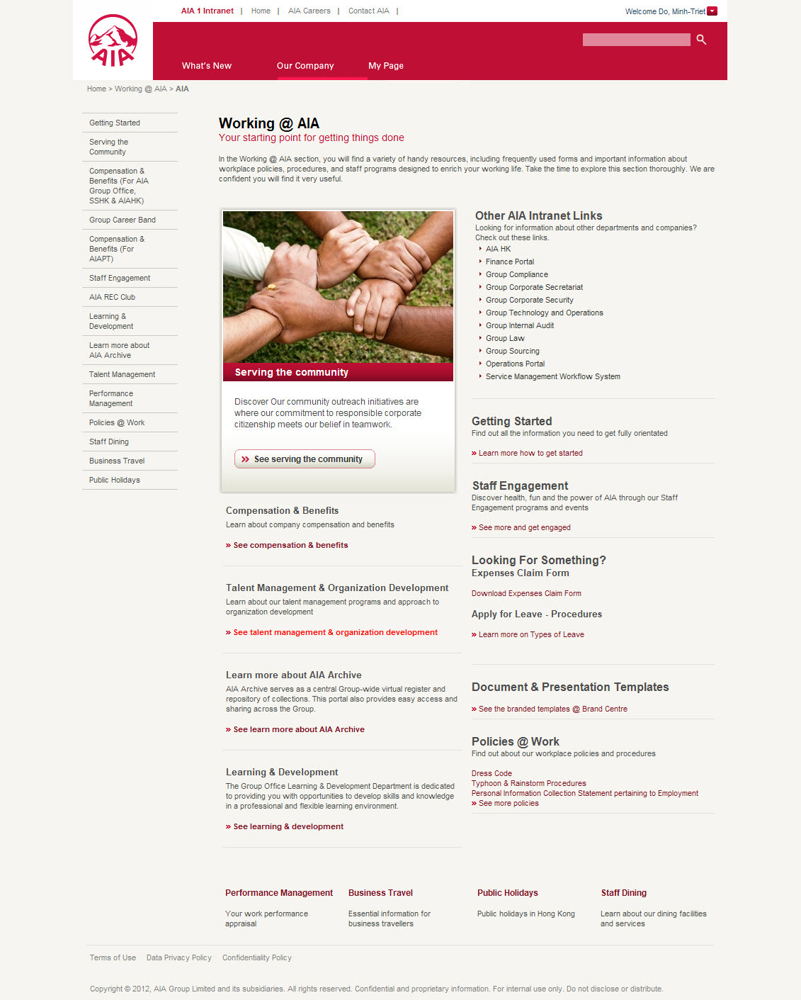 AIA 1 Intranet | Home | AIA Careers | Contact AIA |
Welcome Do, Minh-Triet
AIA
What's New
Our Company
My Page
Home > Working @ AIA > AIA
Getting Started
Serving the
Community
Compensation &
Benefits (For AIA
Group Office,
SSHK & AIAHK)
Group Career Band
Compensation &
Benefits (For
AIAPT)
Staff Engagement
AIA REC Club
Learning &
Development
Learn more about
AIA Archive
Talent Management
Performance
Management
Policies @ Work
Staff Dining
Business Travel
Public Holidays
Working @ AIA
Your starting point for getting things done
In the Working @ AIA section, you will find a variety of handy resources, including frequently used forms and important information about
workplace policies, procedures, and staff programs designed to enrich your working life. Take the time to explore this section thoroughly. We are
confident you will find it very useful.
Serving the community
Discover Our community outreach initiatives are
where our commitment to responsible corporate
citizenship meets our belief in teamwork.
» See serving the community
Compensation & Benefits
Learn about company compensation and benefits
» See compensation & benefits
Talent Management & Organization Development
Learn about our talent management programs and approach to
organization development
» See talent management & organization development
Learn more about AIA Archive
AIA Archive serves as a central Group-wide virtual register and
repository of collections. This portal also provides easy access and
sharing across the Group.
» See learn more about AIA Archive
Learning & Development
The Group Office Learning & Development Department is dedicated
to providing you with opportunities to develop skills and knowledge
in a professional and flexible learning environment.
» See learning & development
Other AIA Intranet Links
Looking for information about other departments and companies?
Check out these links.
AIA HK
Finance Portal
Group Compliance
Group Corporate Secretariat
Group Corporate Security
Group Technology and Operations
Group Internal Audit
Group Law
Group Sourcing
Operations Portal
Service Management Workflow System
Getting Started
Find out all the information you need to get fully orientated
» Learn more how to get started
Staff Engagement
Discover health, fun and the power of AIA through our Staff
Engagement programs and events
» See more and get engaged
Looking For Something?
Expenses Claim Form
Download Expenses Claim Form
Apply for Leave - Procedures
» Learn more on Types of Leave
Document & Presentation Templates
» See the branded templates @ Brand Centre
Policies @ Work
Find out about our workplace policies and procedures
Dress Code
Typhoon & Rainstorm Procedures
Personal Information Collection Statement pertaining to Employment
» See more policies
Performance Management
Your work performance
appraisal
Business Travel
Essential information for
business travellers
Public Holidays
Public holidays in Hong Kong
Staff Dining
Learn about our dining facilities
and services
Terms of Use Data Privacy Policy Confidentiality Policy
Copyright © 2012, AIA Group Limited and its subsidiaries. All rights reserved. Confidential and proprietary information. For internal use only. Do not disclose or distribute.